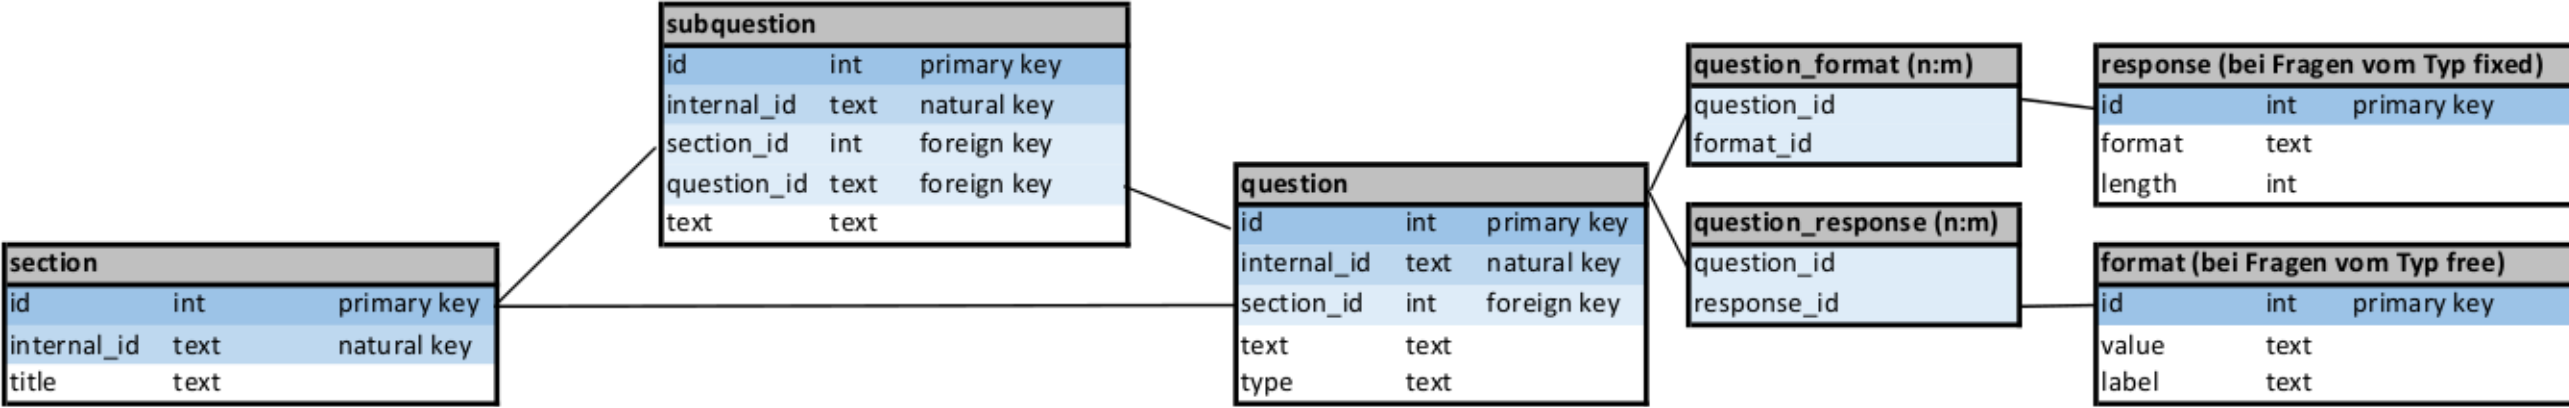 section
id int primary key
internal_id text natural key
title text
subquestion
id int primary key
internal_id text natural key
section_id int foreign key
question_id text foreign key
text text
question
id int primary key
internal_id text natural key
section_id int foreign key
text text
type text
question_format (n:m)
question_id
format_id
question_response (n:m)
question_id
response_id
response (bei Fragen vom Typ fixed)
id int primary key
format text
length int
format (bei Fragen vom Typ free)
id int primary key
value text
label text